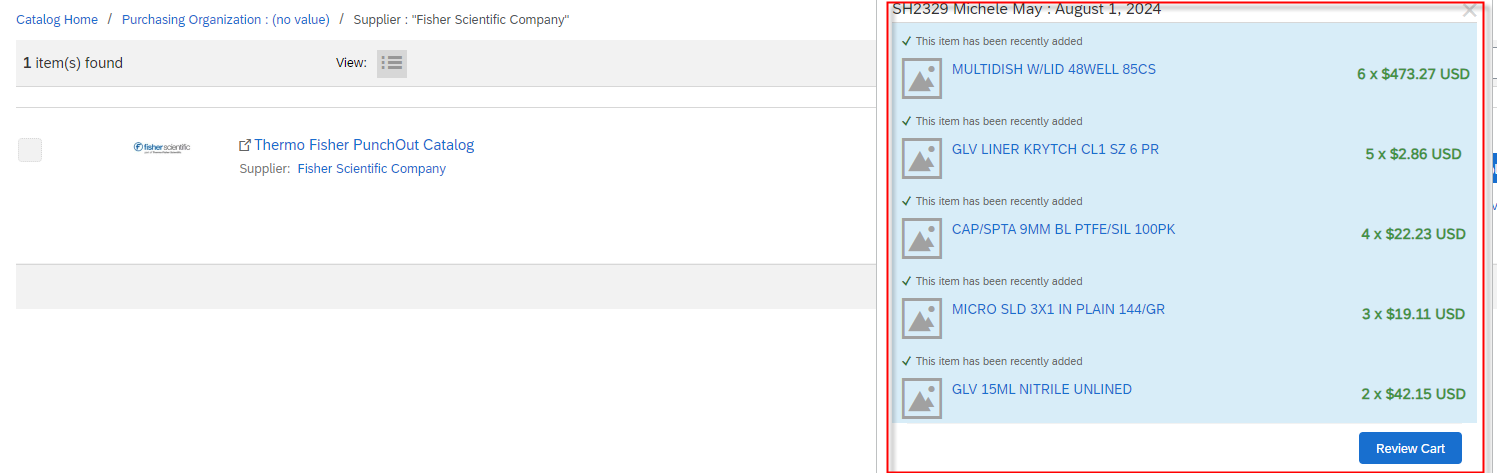 Catalog Home / Purchasing Organization : (no value) / Supplier : "Fisher Scientific Company"
1 item(s) found
View:
fisher scientific
Thermo Fisher PunchOut Catalog
Supplier: Fisher Scientific Company
SH2329 Michele May : August 1, 2024
This item has been recently added
MULTIDISH W/LID 48WELL 85CS
6 x $473.27 USD
This item has been recently added
GLV LINER KRYTCH CL1 SZ 6 PR
5 x $2.86 USD
This item has been recently added
CAP/SPTA 9MM BL PTFE/SIL 100PK
4 x $22.23 USD
This item has been recently added
MICRO SLD 3X1 IN PLAIN 144/GR
3 x $19.11 USD
This item has been recently added
GLV 15ML NITRILE UNLINED
2 x $42.15 USD
Review Cart